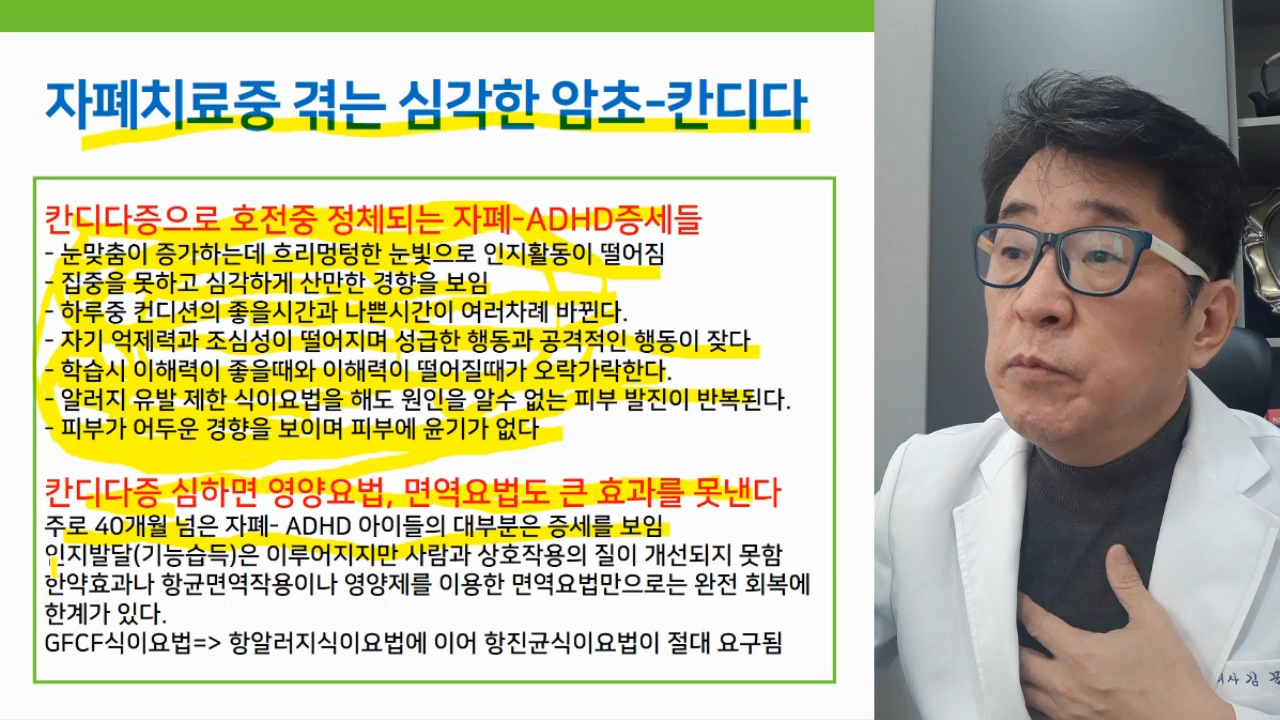 자폐치료중 겪는 심각한 암초-칸디다
칸디다증으로 호전중 정체되는 자폐-ADHD증세들
- 눈맞춤이 증가하는데 흐리멍텅한 눈빛으로 인지활동이 떨어짐
- 집중을 못하고 심각하게 산만한 경향을 보임
- 하루중 컨디션의 좋을시간과 나쁜시간이 여러차례 바뀐다.
- 자기 억제력과 조심성이 떨어지며 성급한 행동과 공격적인 행동이 잦다
- 학습시 이해력이 좋을때와 이해력이 떨어질때가 오락가락한다.
- 알러지 유발 제한 식이요법을 해도 원인을 알수 없는 피부 발진이 반복된다.
- 피부가 어두운 경향을 보이며 피부에 윤기가 없다
칸디다증 심하면 영양요법, 면역요법도 큰 효과를 못낸다
주로 40개월 넘은 자폐- ADHD 아이들의 대부분은 증세를 보임
인지발달(기능습득)은 이루어지지만 사람과 상호작용의 질이 개선되지 못함
한약효과나 항균면역작용이나 영양제를 이용한 면역요법만으로는 완전 회복에
한계가 있다.
GFCF식이요법=> 항알러지식이요법에 이어 항진균식이요법이 절대 요구됨